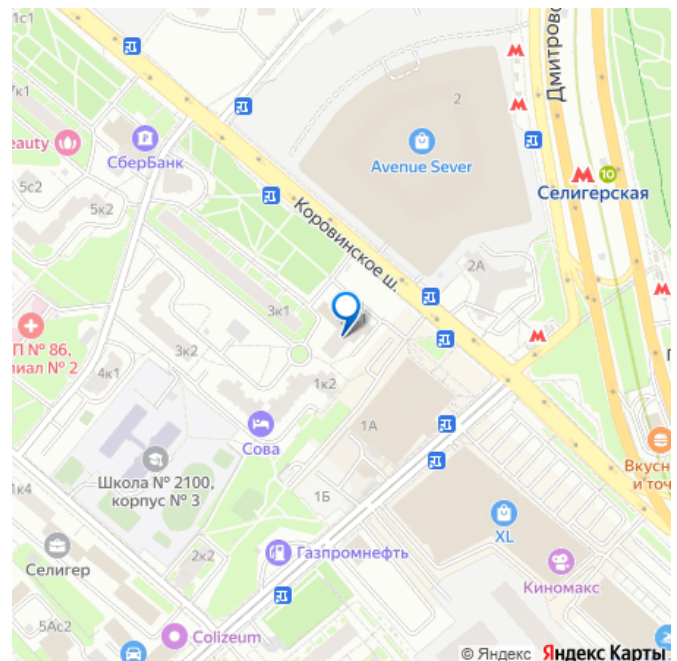 1с1
2
Дмитровс
7к1
eauty
СберБанк
Avenue Sever
10
Селигерская
5с2
5к2
Коровинское ш.
2А
3к1
П № 86,
лиал № 2
3к2
4к1
1к2
1А
Сова
Вкусн
и точ
Школа № 2100,
корпус № 3
1к4
1Б
XL
Газпромнефть
Селигер
2к2
Киномакс
5Ас2
Colizeum
© Яндекс Яндекс Карты